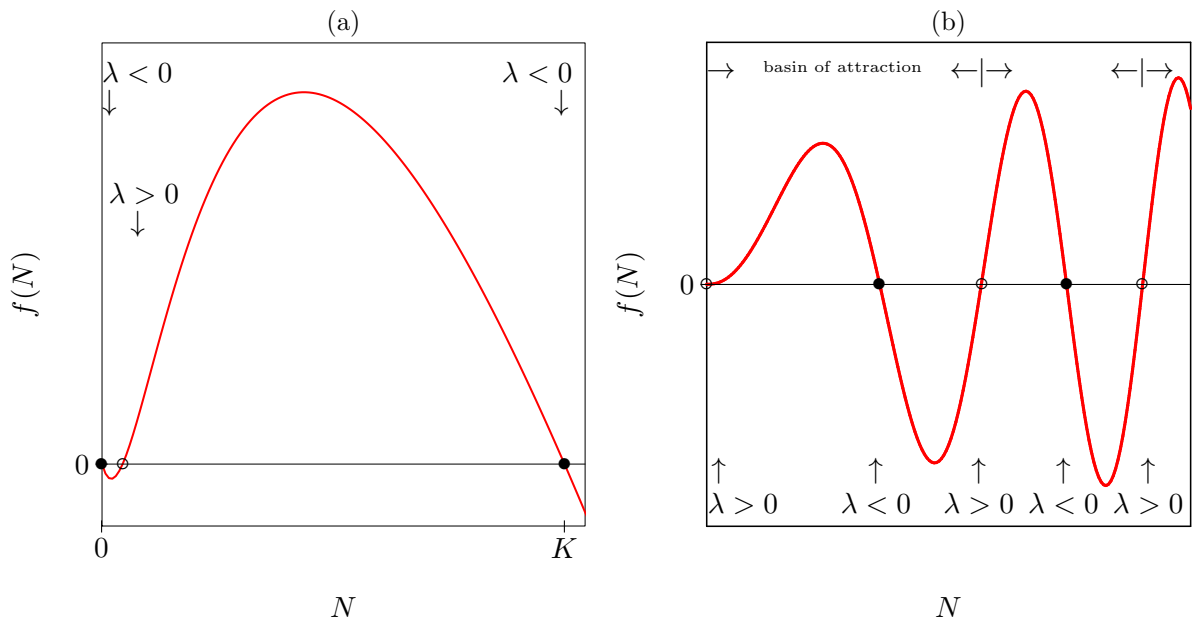 (a)
λ < 0
↓
λ < 0
↓
λ > 0
↓
f(N)
0
0
K
N
(b)
→ basin of attraction ←|→ ←|→
f(N)
0
↑ ↑ ↑ ↑ ↑
λ > 0 λ < 0 λ > 0 λ < 0 λ > 0
N